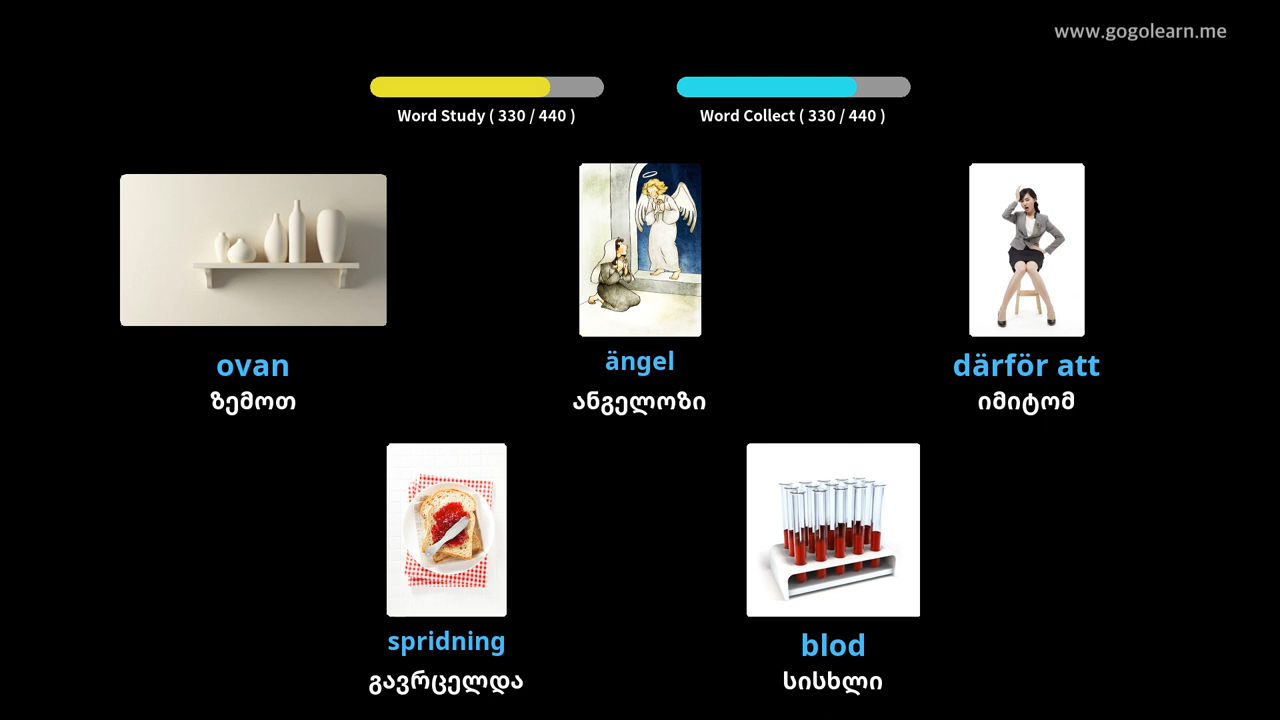 www.gogolearn.me
Word Study ( 330 / 440 )
Word Collect ( 330 / 440 )
ovan
ზემოთ
ängel
ანგელოზი
därför att
იმიტომ
spridning
გავრცელდა
blod
სისხლი